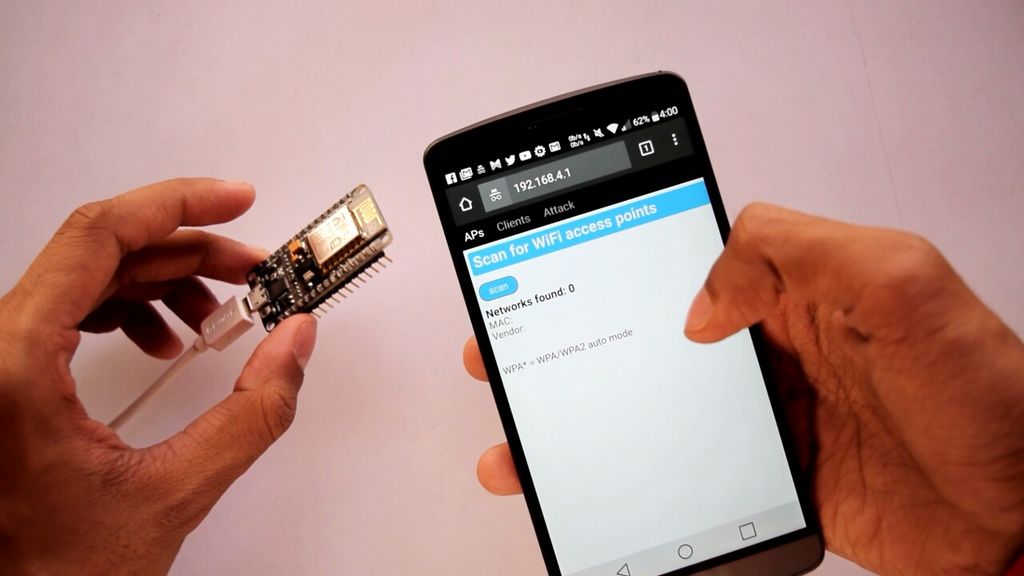 62% 4:00
0b/s
0b/s
192.168.4.1
1
APs Clients Attack
Scan for WiFi access points
scan
Networks found: 0
MAC:
Vendor:
WPA* = WPA/WPA2 auto mode